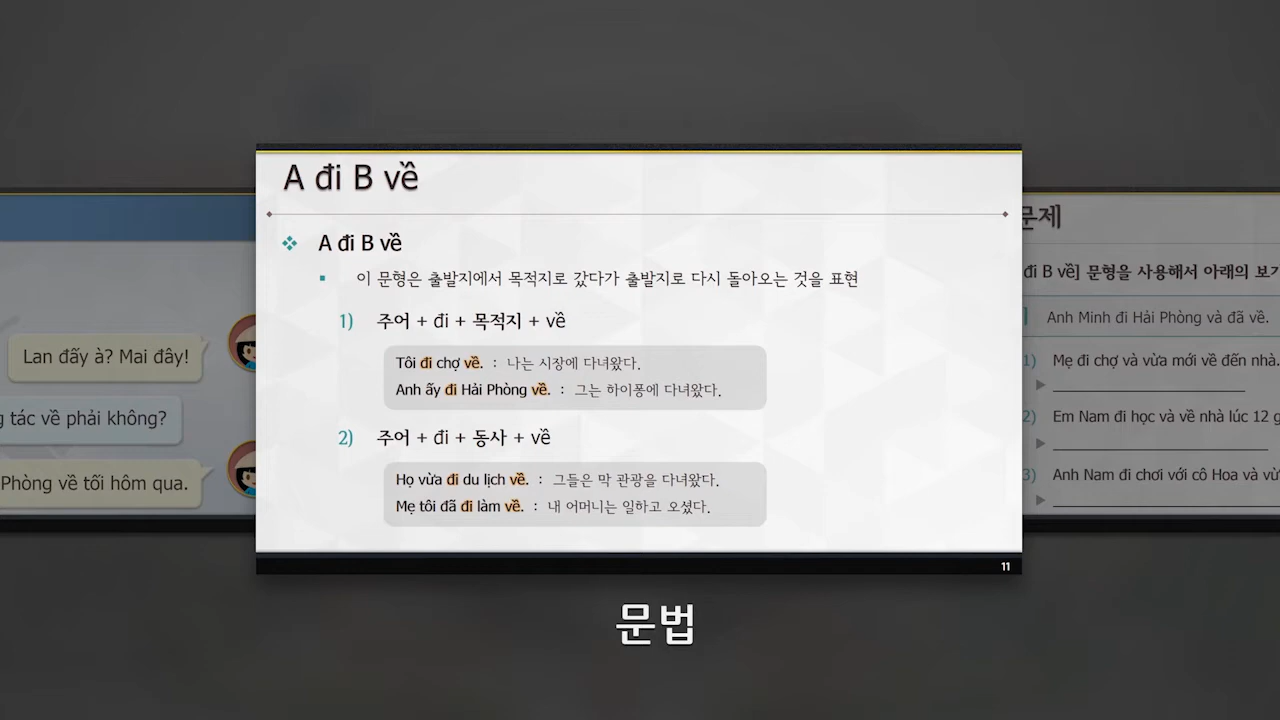 A đi B về
A đi B về
이 문형은 출발지에서 목적지로 갔다가 출발지로 다시 돌아오는 것을 표현
1) 주어 + đi + 목적지 + về
Tôi đi chợ về. : 나는 시장에 다녀왔다.
Anh ấy đi Hải Phòng về. : 그는 하이퐁에 다녀왔다.
2) 주어 + đi + 동사 + về
Họ vừa đi du lịch về. : 그들은 막 관광을 다녀왔다.
Mẹ tôi đã đi làm về. : 내 어머니는 일하고 오셨다.
11
Lan đấy à? Mai đây!
tác về phải không?
Phòng về tối hôm qua.
문제
đi B về] 문형을 사용해서 아래의
Anh Minh đi Hải Phòng và đã về.
1) Mẹ đi chợ và vừa mới về đến nhà.
2) Em Nam đi học và về nhà lúc 12
3) Anh Nam đi chơi với cô Hoa và
문법